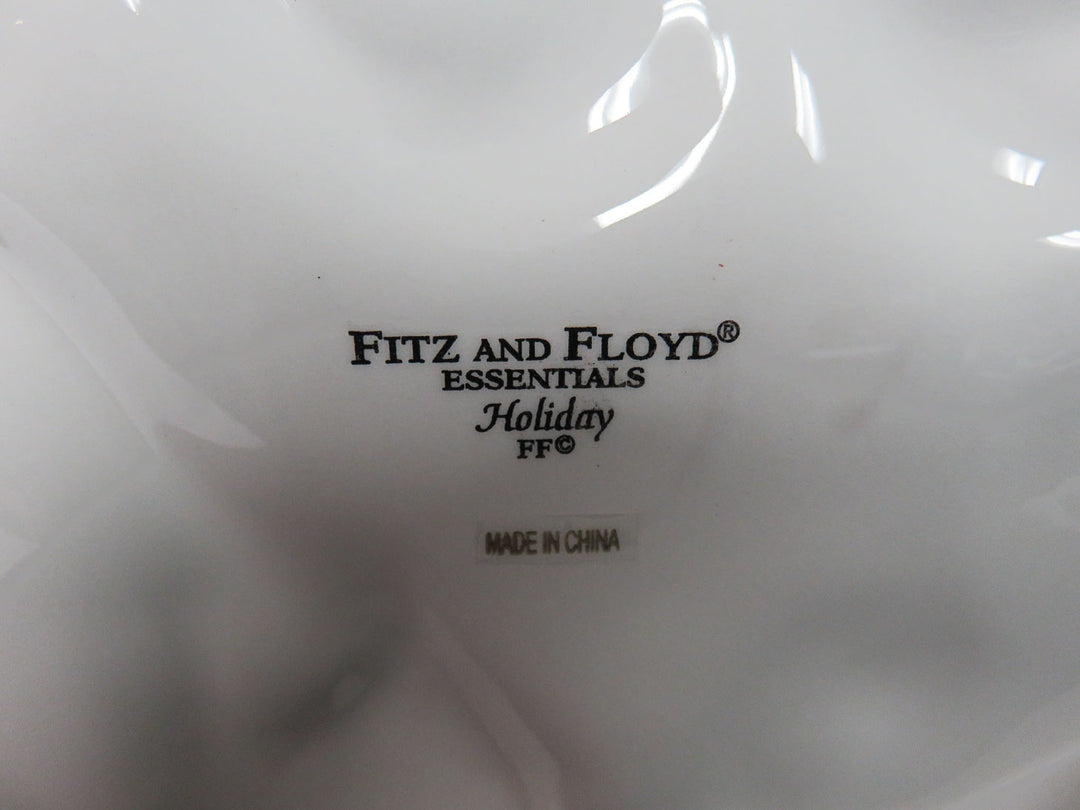 FITZ AND FLOYD®
ESSENTIALS
Holiday
FF©
MADE IN CHINA